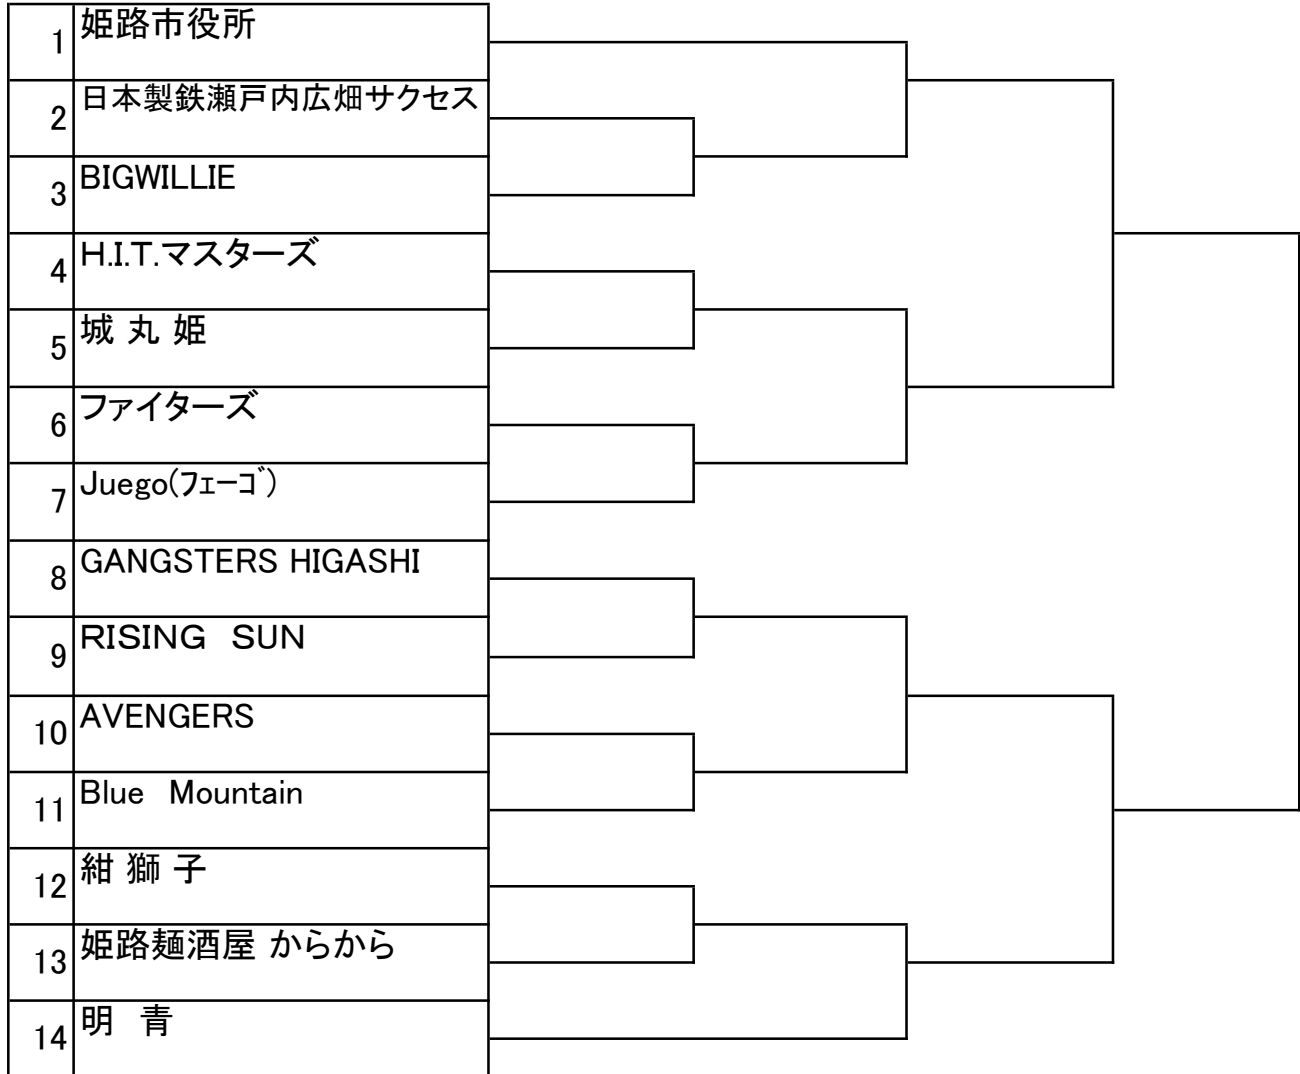 1 姫路市役所
2 日本製鉄瀬戸内広畑サクセス
3 BIGWILLIE
4 H.I.T.マスターズ
5 城 丸 姫
6 ファイターズ
7 Juego(ﾌｪｰｺﾞ)
8 GANGSTERS HIGASHI
9 RISING　SUN
10 AVENGERS
11 Blue　Mountain
12 紺 獅 子
13 姫路麺酒屋 からから
14 明　青